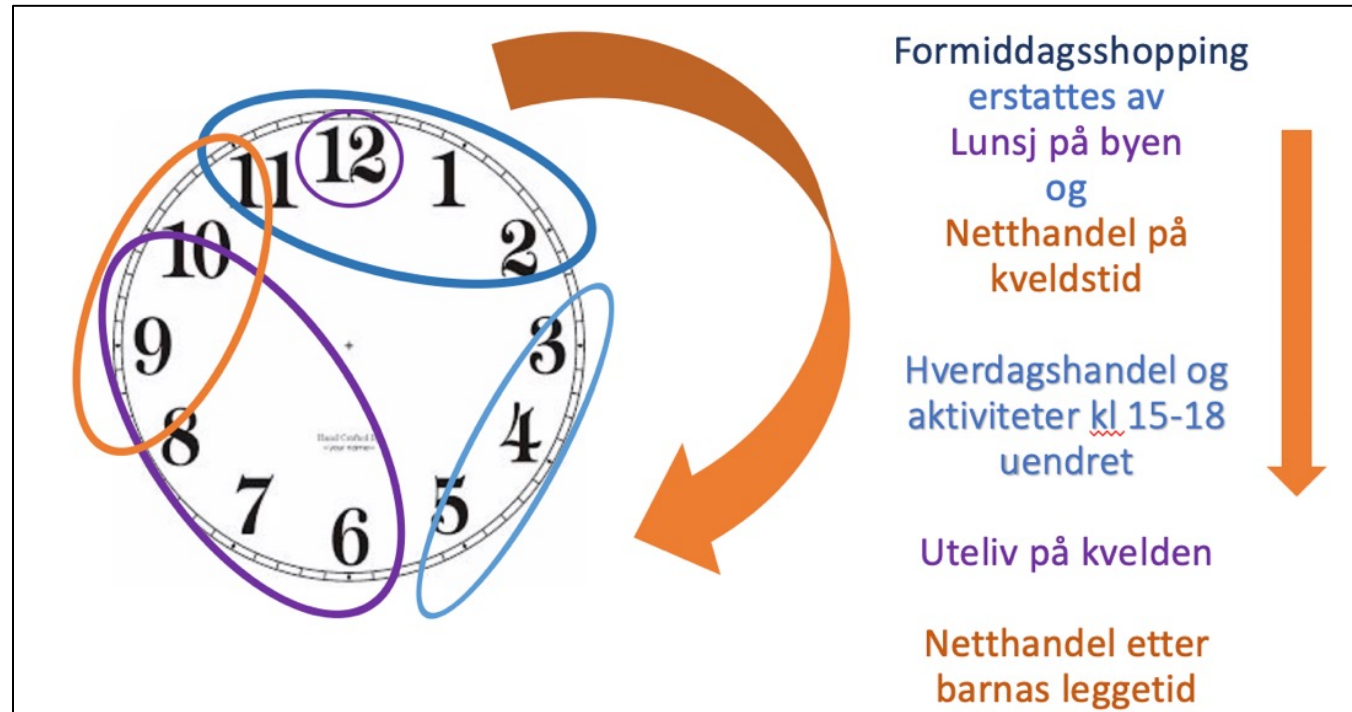 12
11
1
10
2
9
3
8
4
7
5
6
Formiddagsshopping
erstattes av
Lunsj på byen
og
Netthandel på
kveldstid
Hverdagshandel og
aktiviteter kl 15-18
uendret
Uteliv på kvelden
Netthandel etter
barnas leggetid